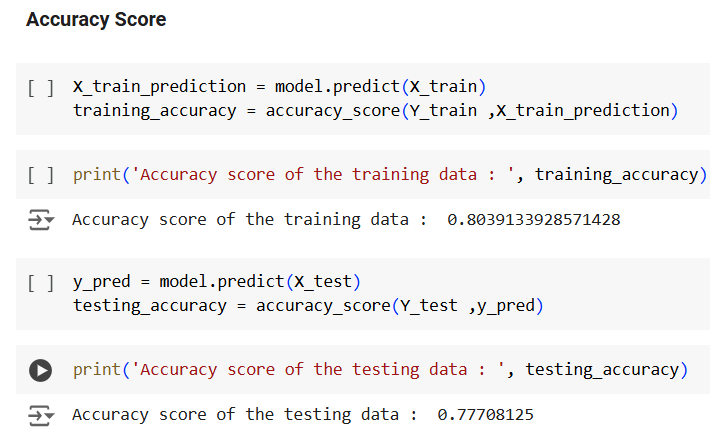 Accuracy Score
[ ] X_train_prediction = model.predict(X_train)
training_accuracy = accuracy_score(Y_train ,X_train_prediction)
[ ] print('Accuracy score of the training data : ', training_accuracy)
Accuracy score of the training data :  0.8039133928571428
[ ] y_pred = model.predict(X_test)
testing_accuracy = accuracy_score(Y_test ,y_pred)
print('Accuracy score of the testing data : ', testing_accuracy)
Accuracy score of the testing data :  0.77708125